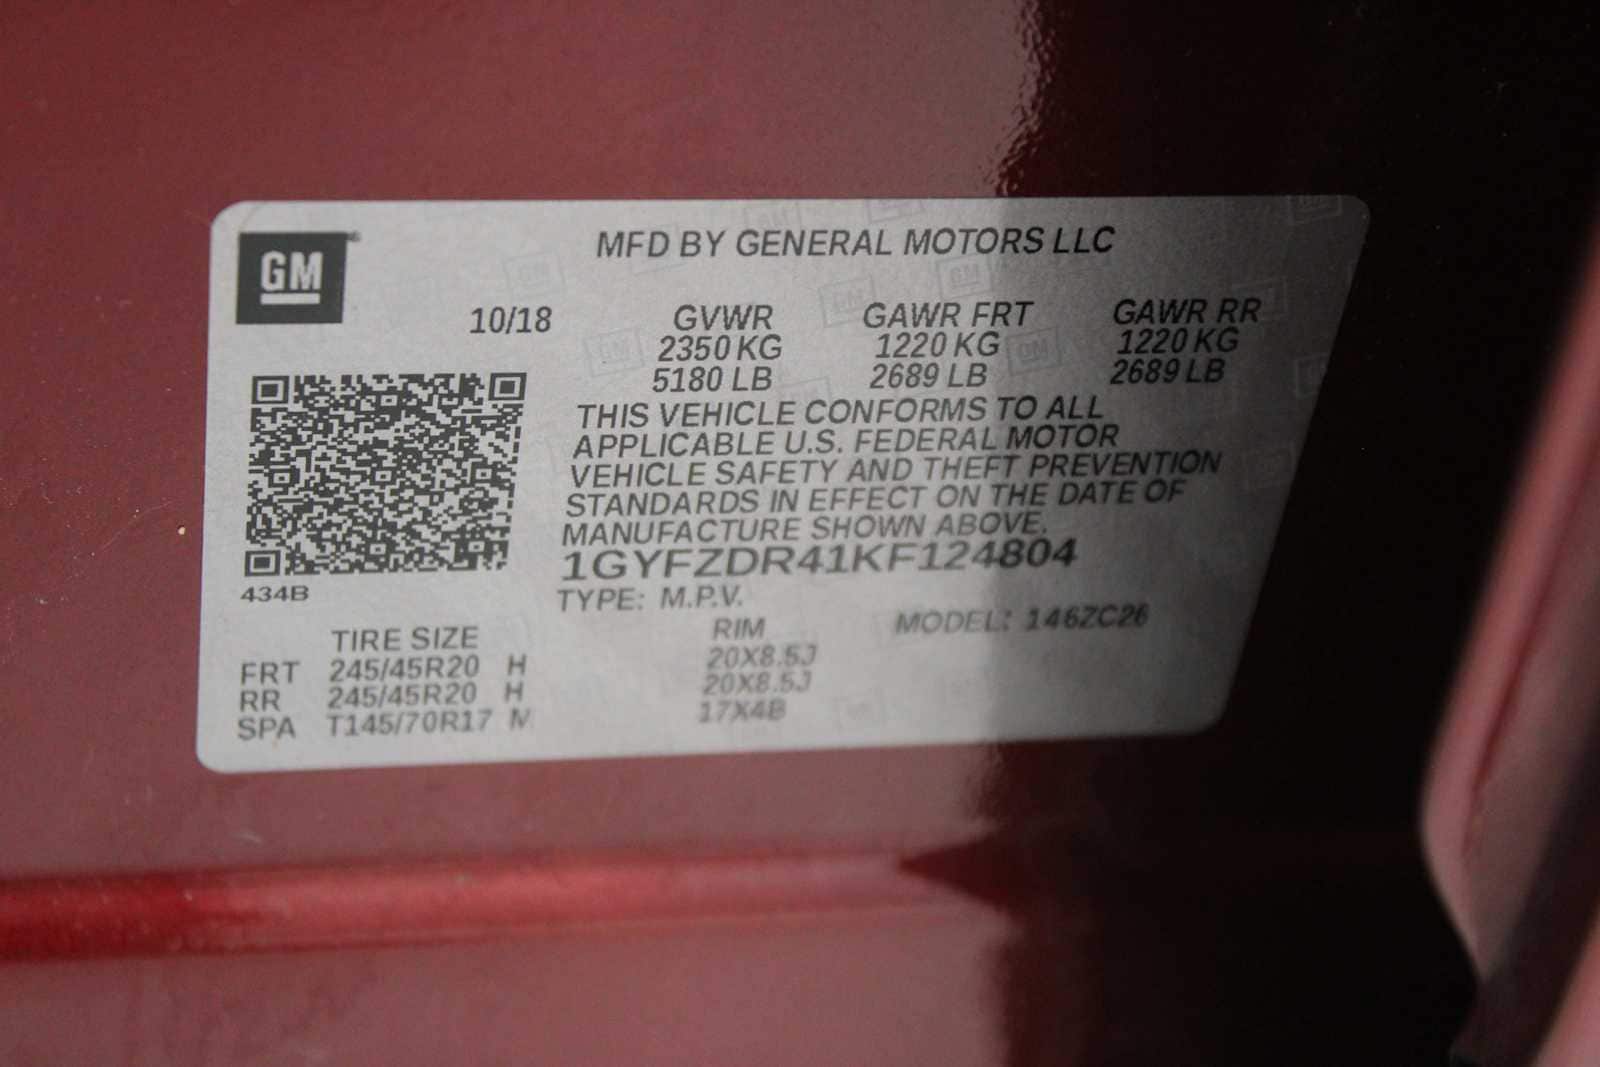 GM
MFD BY GENERAL MOTORS LLC
10/18 GVWR GAWR FRT GAWR RR
2350 KG 1220 KG 1220 KG
5180 LB 2689 LB 2689 LB
THIS VEHICLE CONFORMS TO ALL
APPLICABLE U.S. FEDERAL MOTOR
VEHICLE SAFETY AND THEFT PREVENTION
STANDARDS IN EFFECT ON THE DATE OF
MANUFACTURE SHOWN ABOVE.
1GYFZDR41KF124804
434B
TYPE: M.P.V. MODEL: 146ZC26
TIRE SIZE RIM
FRT 245/45R20 H 20X8.5J
RR 245/45R20 H 20X8.5J
SPA T145/70R17 M 17X4B